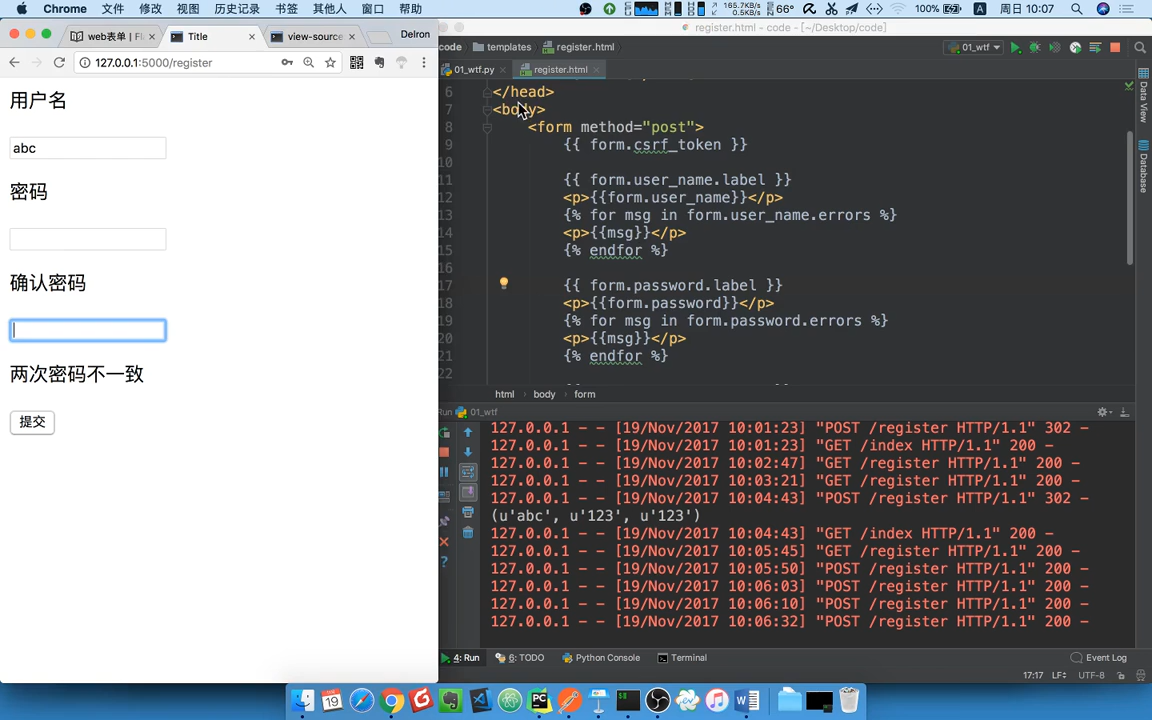 Chrome 文件 修改 视图 历史记录 书签 其他人 窗口 帮助
165.7KB/s
0.5KB/s
66° 100% 周日 10:07
web表单 | Fl
Title
view-source:
Delron
127.0.0.1:5000/register
用户名
abc
密码
确认密码
两次密码不一致
提交
register.html - code - [~/Desktop/code]
code templates register.html
01_wtf
01_wtf.py register.html
6 </head>
7 <body>
8 <form method="post">
9 {{ form.csrf_token }}
10
11 {{ form.user_name.label }}
12 <p>{{form.user_name}}</p>
13 {% for msg in form.user_name.errors %}
14 <p>{{msg}}</p>
15 {% endfor %}
16
17 {{ form.password.label }}
18 <p>{{form.password}}</p>
19 {% for msg in form.password.errors %}
20 <p>{{msg}}</p>
21 {% endfor %}
22
html body form
Data View
Database
Run 01_wtf
127.0.0.1 - - [19/Nov/2017 10:01:23] "POST /register HTTP/1.1" 302 -
127.0.0.1 - - [19/Nov/2017 10:01:23] "GET /index HTTP/1.1" 200 -
127.0.0.1 - - [19/Nov/2017 10:02:47] "GET /register HTTP/1.1" 200 -
127.0.0.1 - - [19/Nov/2017 10:03:21] "GET /register HTTP/1.1" 200 -
127.0.0.1 - - [19/Nov/2017 10:04:43] "POST /register HTTP/1.1" 302 -
(u'abc', u'123', u'123')
127.0.0.1 - - [19/Nov/2017 10:04:43] "GET /index HTTP/1.1" 200 -
127.0.0.1 - - [19/Nov/2017 10:05:45] "GET /register HTTP/1.1" 200 -
127.0.0.1 - - [19/Nov/2017 10:05:50] "POST /register HTTP/1.1" 200 -
127.0.0.1 - - [19/Nov/2017 10:06:03] "POST /register HTTP/1.1" 200 -
127.0.0.1 - - [19/Nov/2017 10:06:10] "POST /register HTTP/1.1" 200 -
127.0.0.1 - - [19/Nov/2017 10:06:32] "POST /register HTTP/1.1" 200 -
4: Run 6: TODO Python Console Terminal Event Log
17:17 LF÷ UTF-8